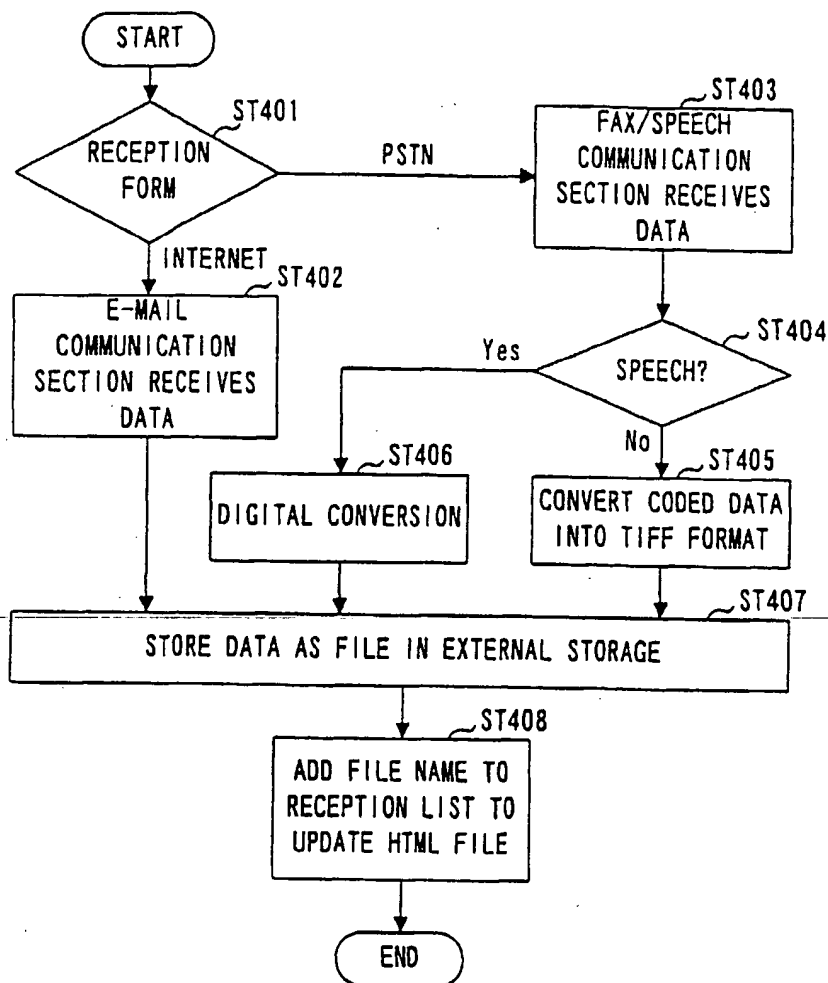 START
ST401
RECEPTION
FORM
PSTN
ST403
FAX/SPEECH
COMMUNICATION
SECTION RECEIVES
DATA
INTERNET
ST402
E-MAIL
COMMUNICATION
SECTION RECEIVES
DATA
ST404
SPEECH?
Yes
No
ST406
DIGITAL CONVERSION
ST405
CONVERT CODED DATA
INTO TIFF FORMAT
ST407
STORE DATA AS FILE IN EXTERNAL STORAGE
ST408
ADD FILE NAME TO
RECEPTION LIST TO
UPDATE HTML FILE
END